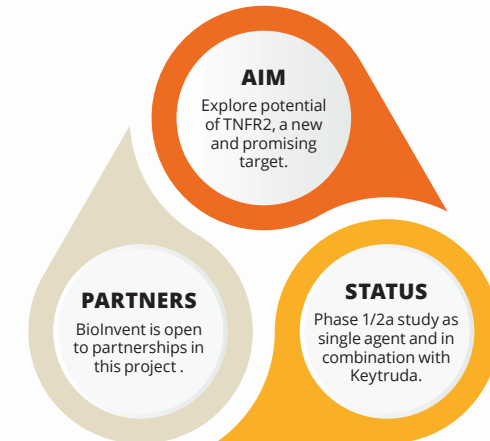 AIM
Explore potential
of TNFR2, a new
and promising
target.
PARTNERS
BioInvent is open
to partnerships in
this project .
STATUS
Phase 1/2a study as
single agent and in
combination with
Keytruda.